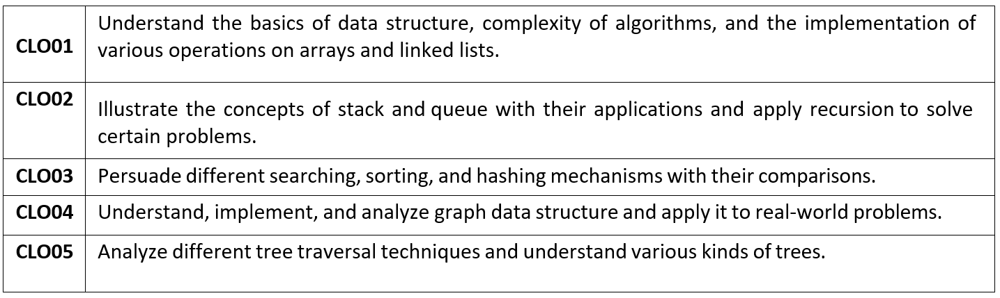 CLO01
Understand the basics of data structure, complexity of algorithms, and the implementation of
various operations on arrays and linked lists.
CLO02
Illustrate the concepts of stack and queue with their applications and apply recursion to solve
certain problems.
CLO03 Persuade different searching, sorting, and hashing mechanisms with their comparisons.
CLO04 Understand, implement, and analyze graph data structure and apply it to real-world problems.
CLO05 Analyze different tree traversal techniques and understand various kinds of trees.